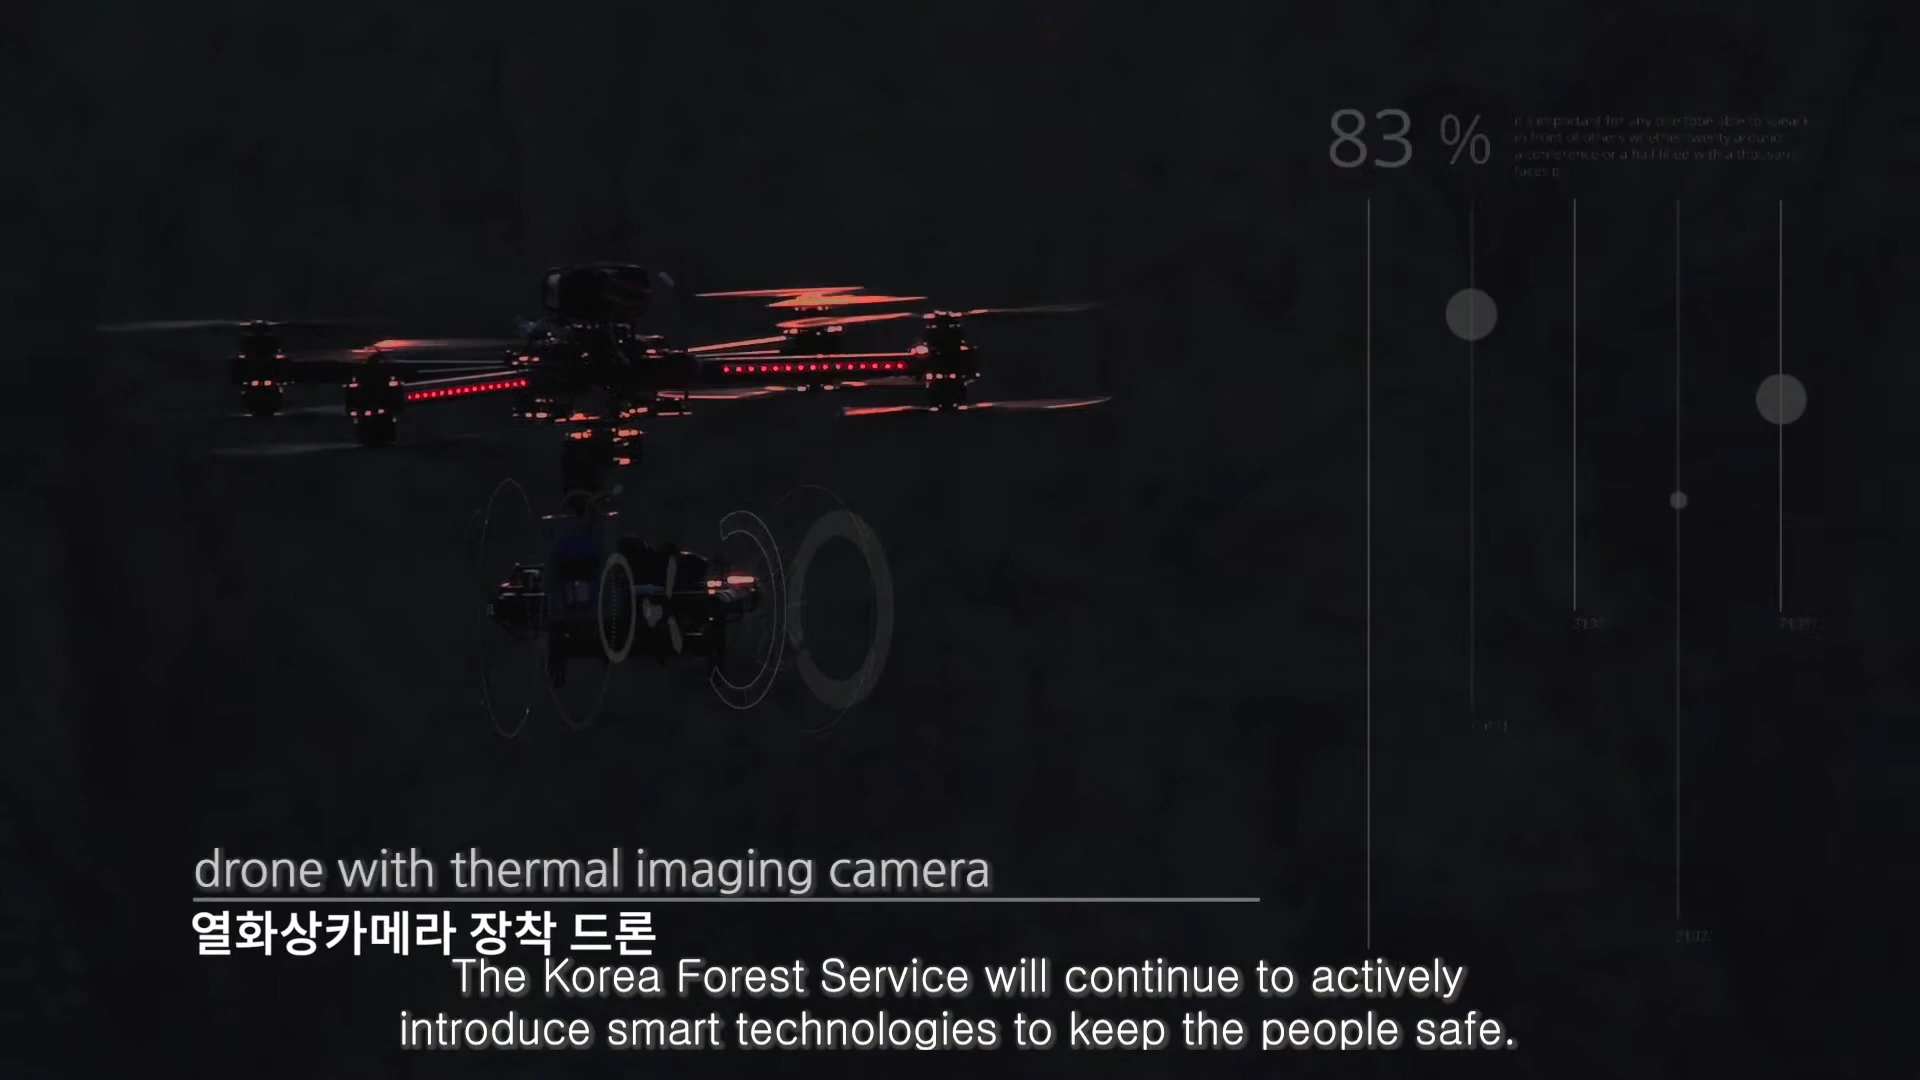 83 %
drone with thermal imaging camera
열화상카메라 장착 드론
The Korea Forest Service will continue to actively
introduce smart technologies to keep the people safe.